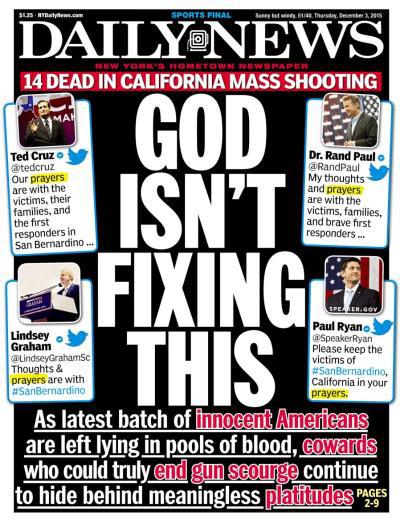 $1.25 - NYDailyNews.com
SPORTS FINAL
Sunny but windy, 51/40. Thursday, December 3, 2015
DAILY NEWS
NEW YORK'S HOMETOWN NEWSPAPER
14 DEAD IN CALIFORNIA MASS SHOOTING
GOD
ISN'T
FIXING
THIS
Ted Cruz
@tedcruz
Our prayers
are with the
victims, their
families, and
the first
responders in
San Bernardino ...
Dr. Rand Paul
@RandPaul
My thoughts
and prayers
are with the
victims, families,
and brave first
responders ...
GRAHAM
Lindsey
Graham
@LindseyGrahamSc
Thoughts &
prayers are with
#SanBernardino
SPEAKER.GOV
Paul Ryan
@SpeakerRyan
Please keep the
victims of
#SanBernardino,
California in your
prayers.
As latest batch of innocent Americans
are left lying in pools of blood, cowards
who could truly end gun scourge continue
to hide behind meaningless platitudes
PAGES
2-9